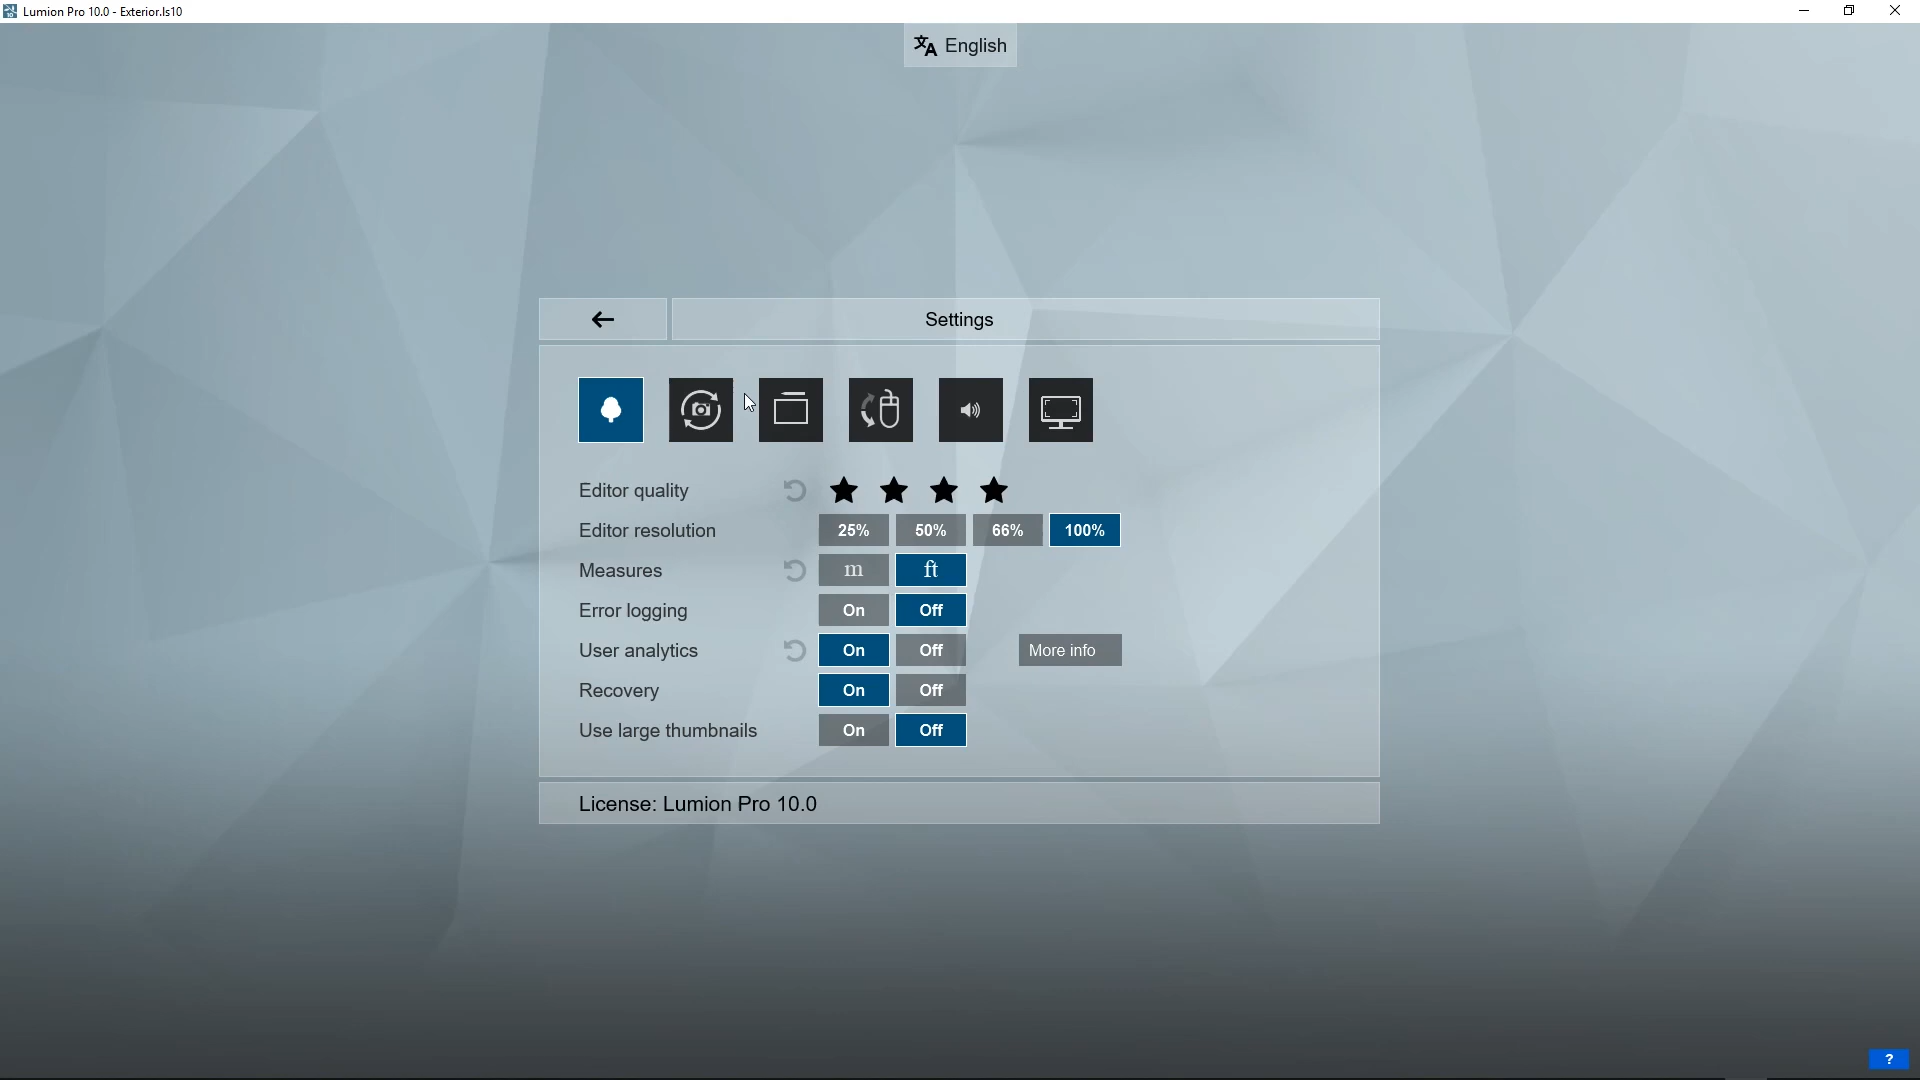 Lumion Pro 10.0 - Exterior.ls10
English
Settings
Editor quality
Editor resolution 25% 50% 66% 100%
Measures m ft
Error logging On Off
User analytics On Off More info
Recovery On Off
Use large thumbnails On Off
License: Lumion Pro 10.0
?